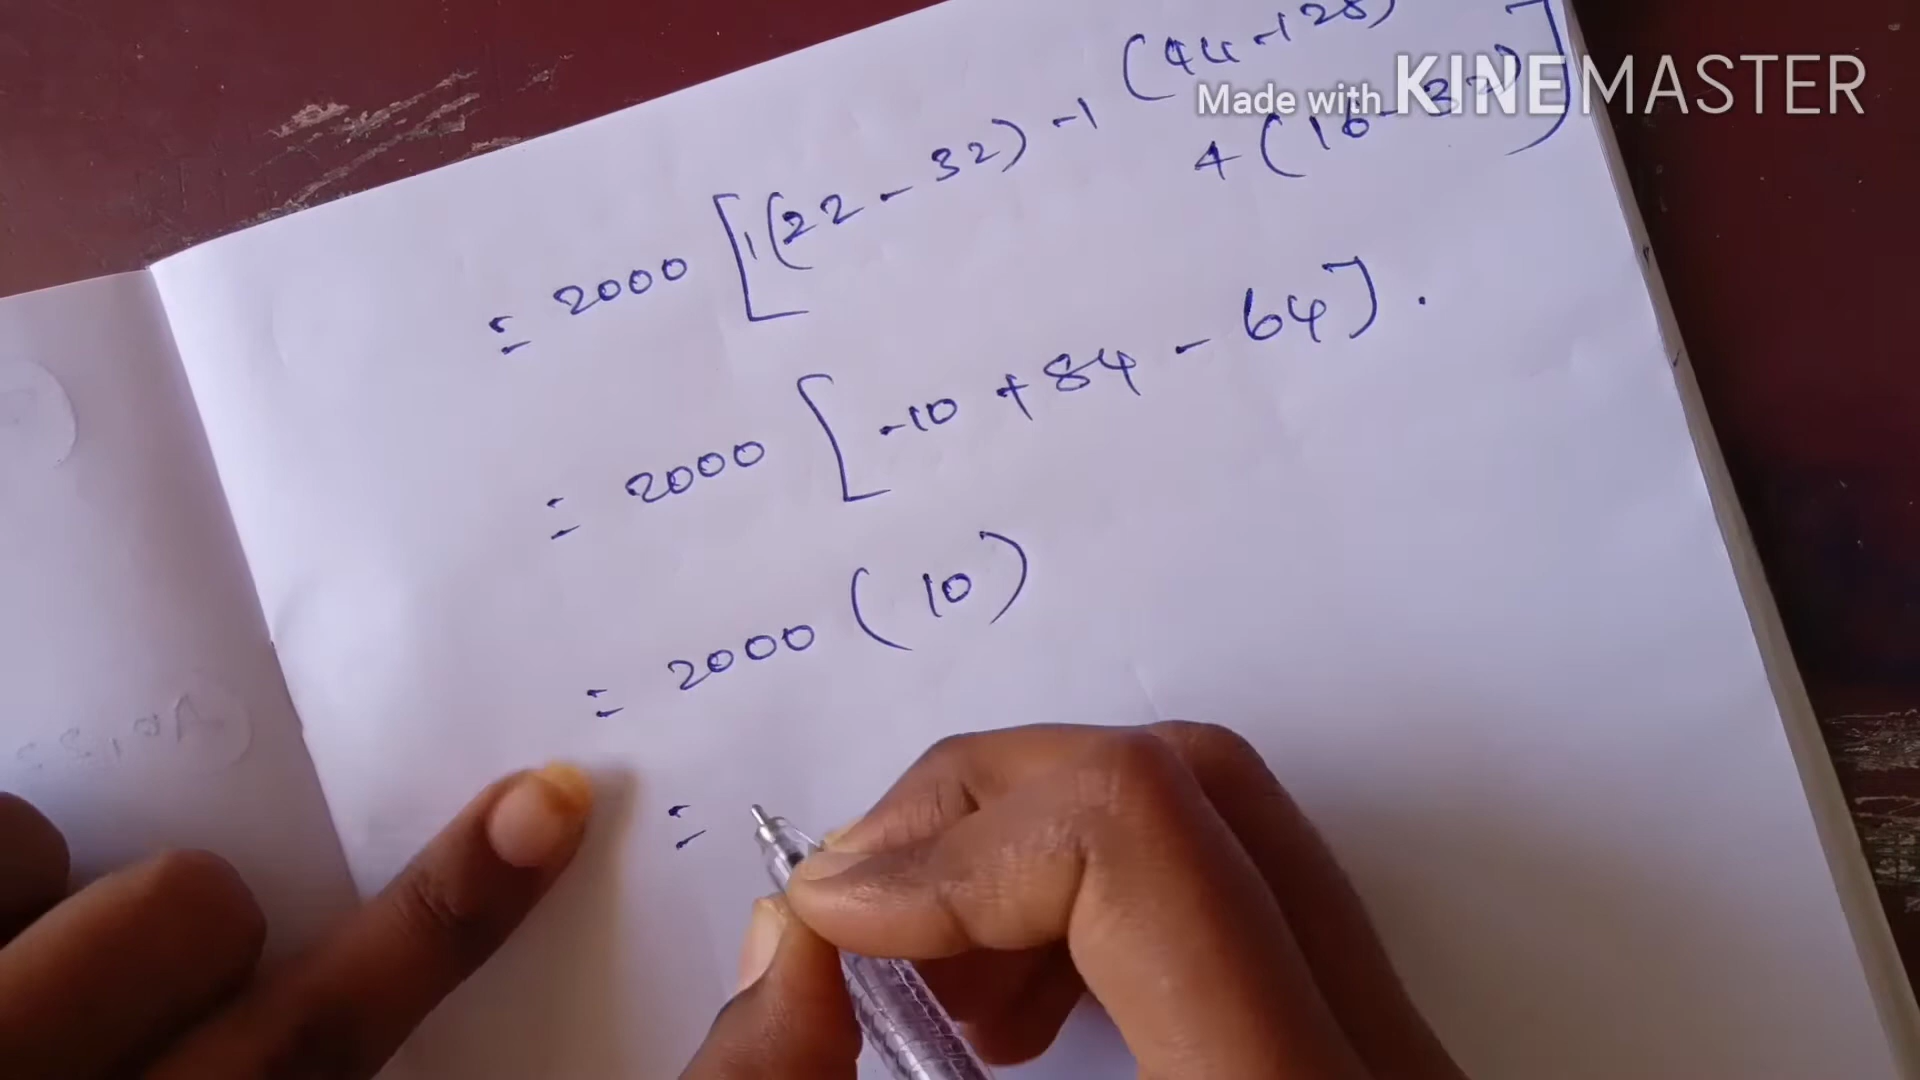 Made with KINEMASTER
= 2000 [1(22 - 32) - 1 (44 - 128)
4 (16 - 32)]
= 2000 [-10 + 84 - 64].
= 2000 (10)
=